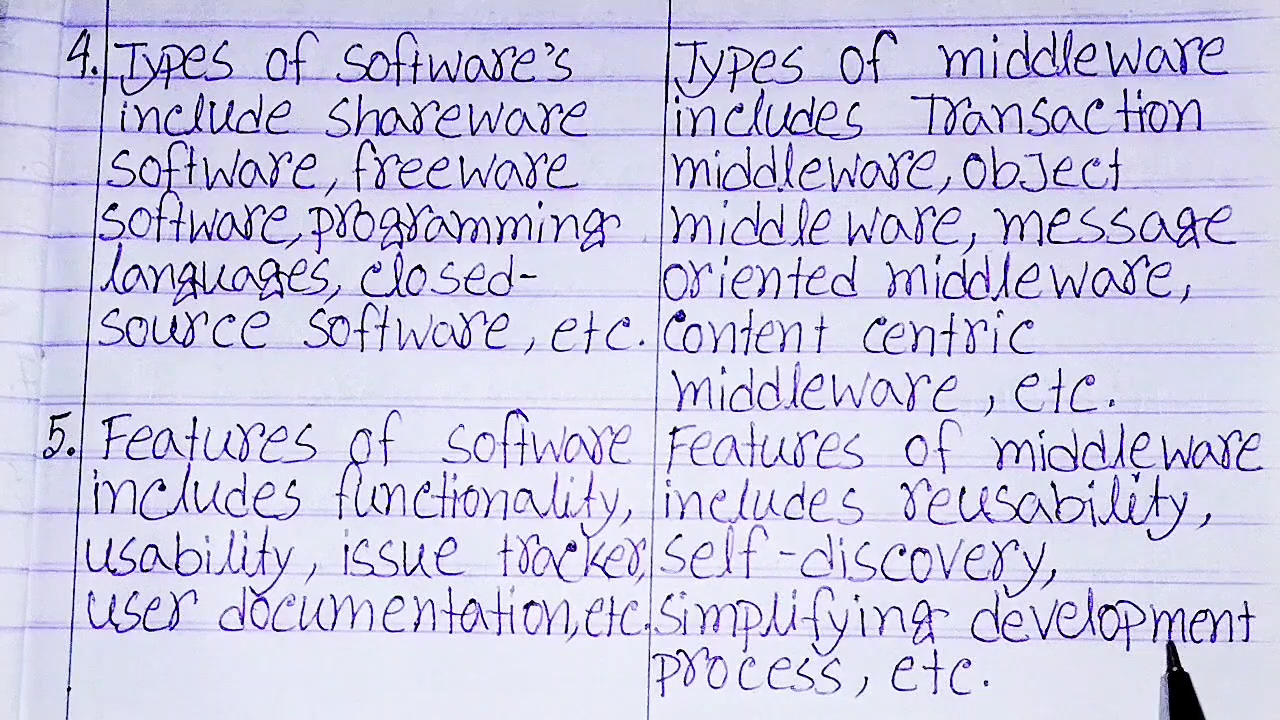 4. Types of software's
include shareware
software, freeware
software, programming
languages, closed-
source software, etc.
Types of middleware
includes Transaction
middleware, object
middleware, message
oriented middleware,
content centric
middleware, etc.
5. Features of software
includes functionality,
usability, issue tracker,
user documentation, etc.
Features of middleware
includes reusability,
self-discovery,
simplifying development
process, etc.